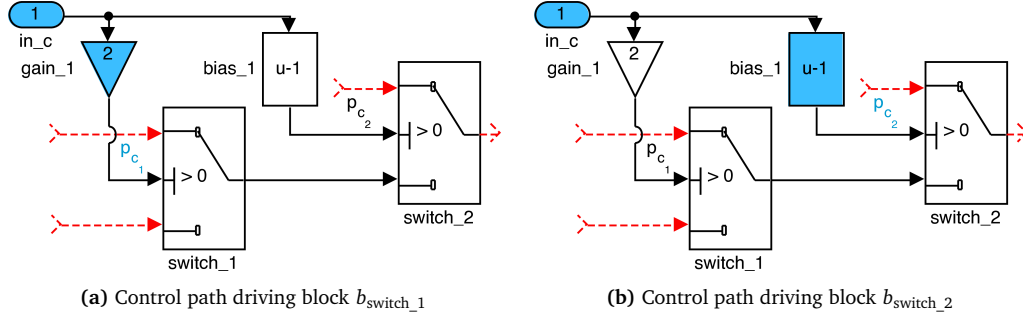 1
in_c
2
gain_1
bias_1
u-1
p_c_2
> 0
p_c_1
> 0
switch_2
switch_1
(a) Control path driving block b_switch_1
1
in_c
2
gain_1
bias_1
u-1
p_c_2
> 0
p_c_1
> 0
switch_2
switch_1
(b) Control path driving block b_switch_2